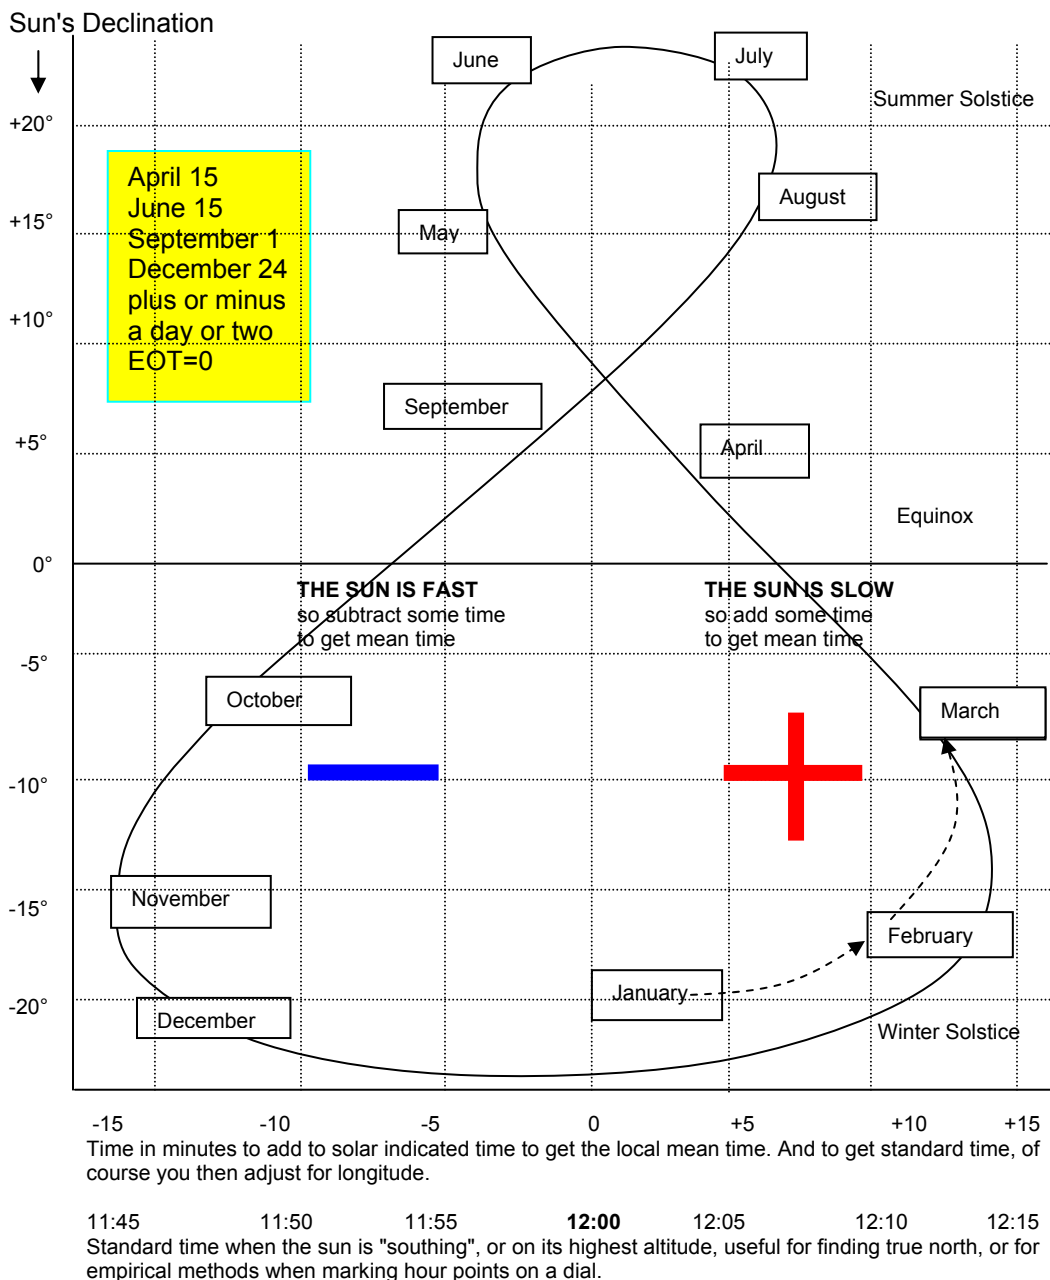 Sun's Declination
June
July
Summer Solstice
+20°
April 15
June 15
September 1
December 24
plus or minus
a day or two
EOT=0
August
+15°
May
+10°
September
+5°
April
Equinox
0°
THE SUN IS FAST
so subtract some time
to get mean time
THE SUN IS SLOW
so add some time
to get mean time
-5°
October
March
-10°
November
-15°
February
January
-20°
December
Winter Solstice
-15 -10 -5 0 +5 +10 +15
Time in minutes to add to solar indicated time to get the local mean time. And to get standard time, of
course you then adjust for longitude.
11:45 11:50 11:55 12:00 12:05 12:10 12:15
Standard time when the sun is "southing", or on its highest altitude, useful for finding true north, or for
empirical methods when marking hour points on a dial.